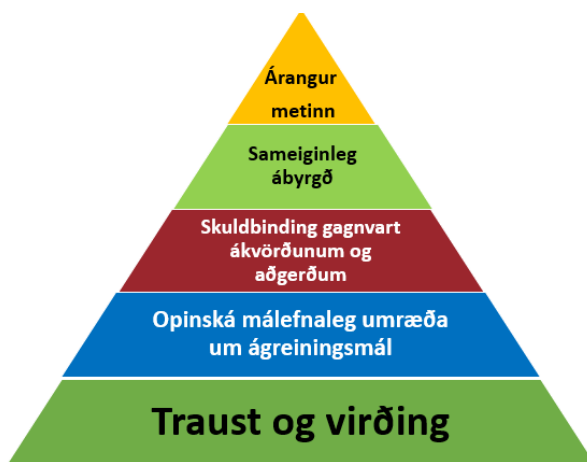 Árangur
metinn
Sameiginleg
ábyrgð
Skuldbinding gagnvart
ákvörðunum og
aðgerðum
Opinská málefnaleg umræða
um ágreiningsmál
Traust og virðing